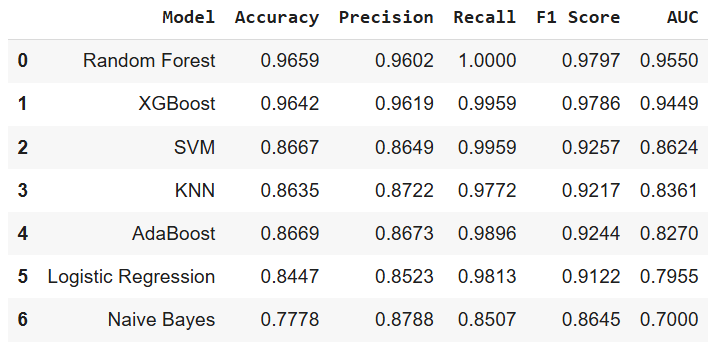 Model Accuracy Precision Recall F1 Score AUC
0 Random Forest 0.9659 0.9602 1.0000 0.9797 0.9550
1 XGBoost 0.9642 0.9619 0.9959 0.9786 0.9449
2 SVM 0.8667 0.8649 0.9959 0.9257 0.8624
3 KNN 0.8635 0.8722 0.9772 0.9217 0.8361
4 AdaBoost 0.8669 0.8673 0.9896 0.9244 0.8270
5 Logistic Regression 0.8447 0.8523 0.9813 0.9122 0.7955
6 Naive Bayes 0.7778 0.8788 0.8507 0.8645 0.7000